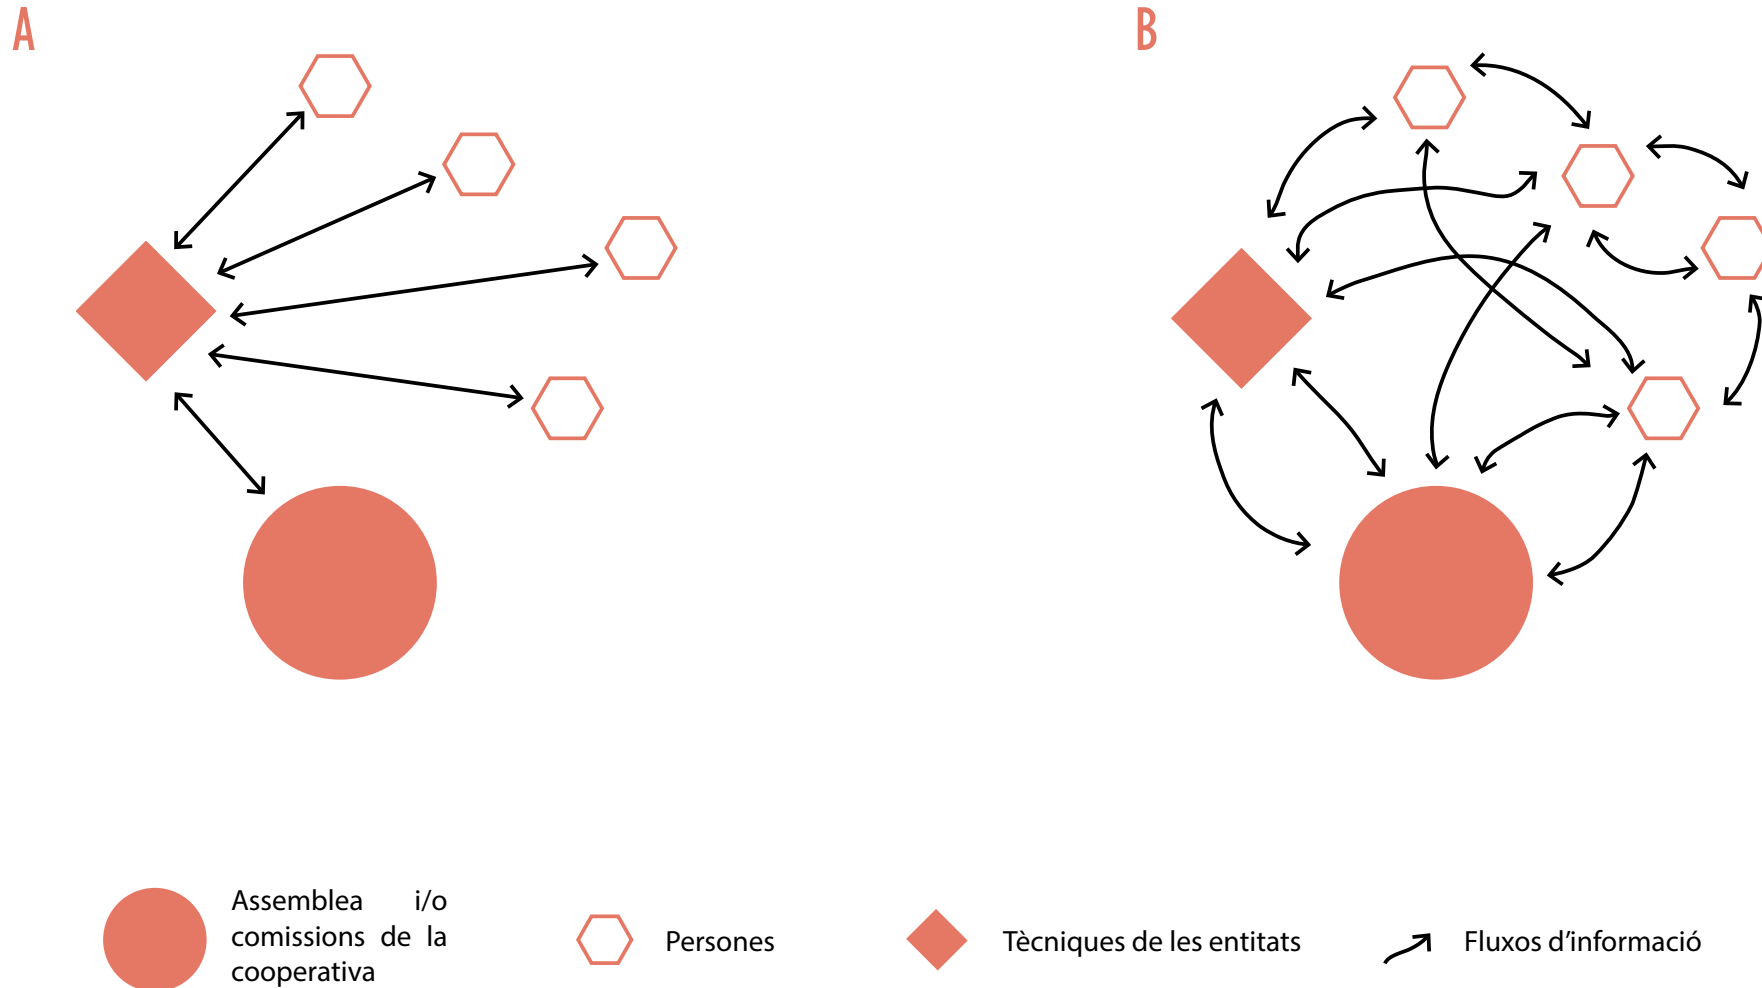 A
B
Assemblea i/o
comissions de la
cooperativa
Persones
Tècniques de les entitats
Fluxos d'informació